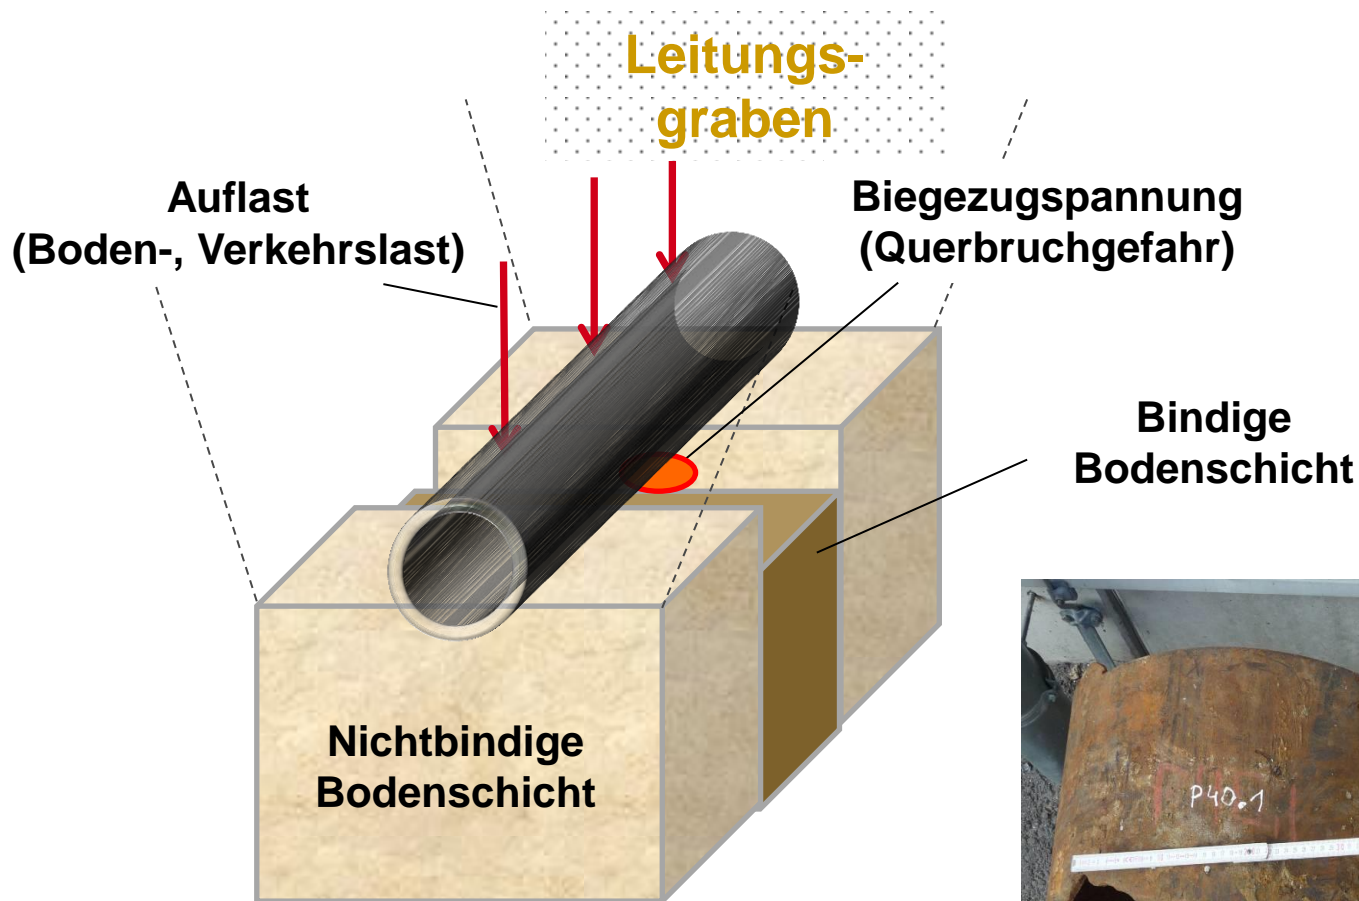 Leitungs-
graben
Auflast
(Boden-, Verkehrslast)
Biegezugspannung
(Querbruchgefahr)
Bindige
Bodenschicht
Nichtbindige
Bodenschicht
P40.1